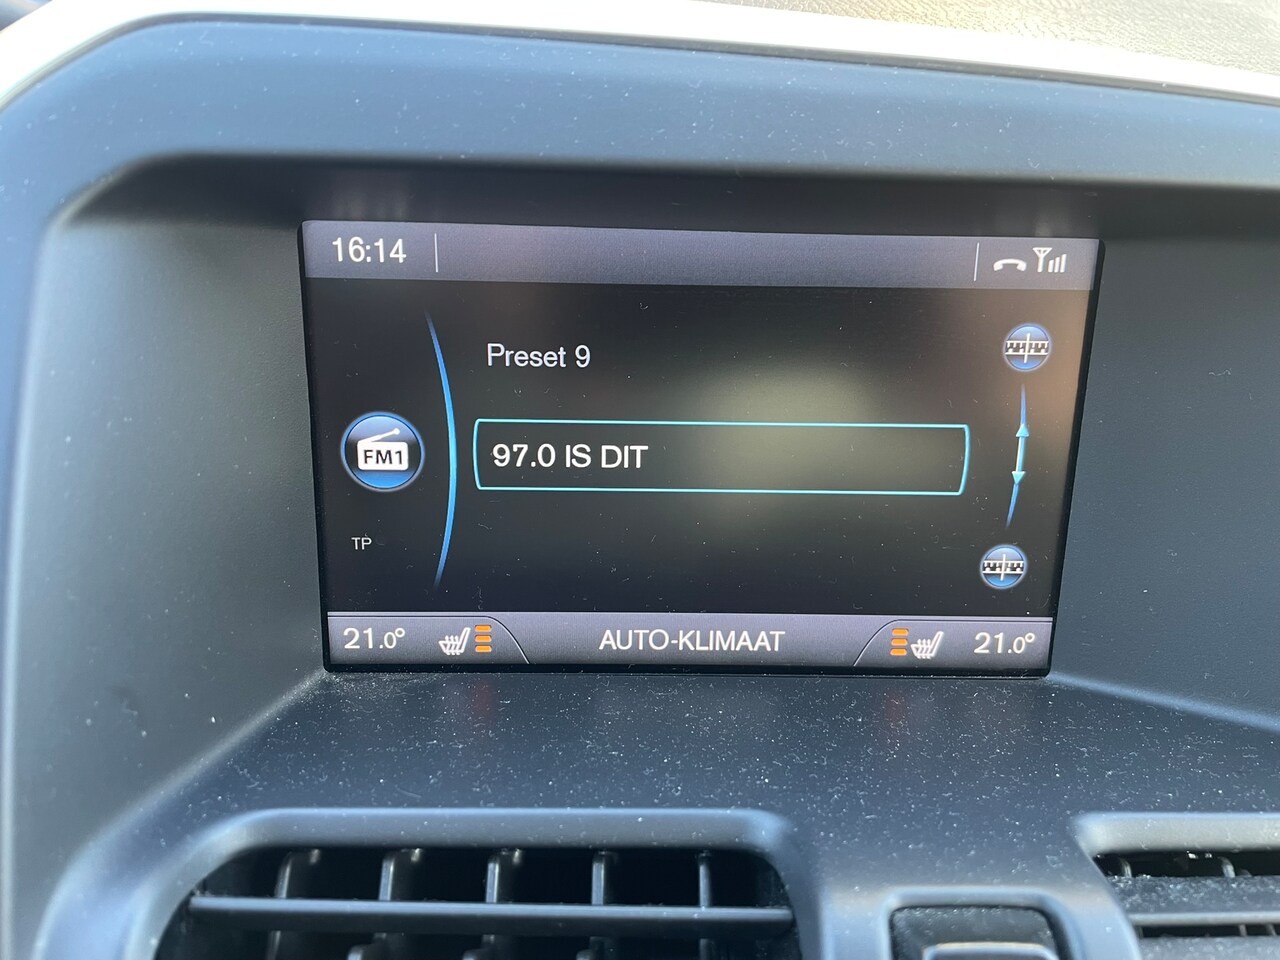 16:14
Preset 9
FM1
97.0 IS DIT
TP
21.0°
AUTO-KLIMAAT
21.0°